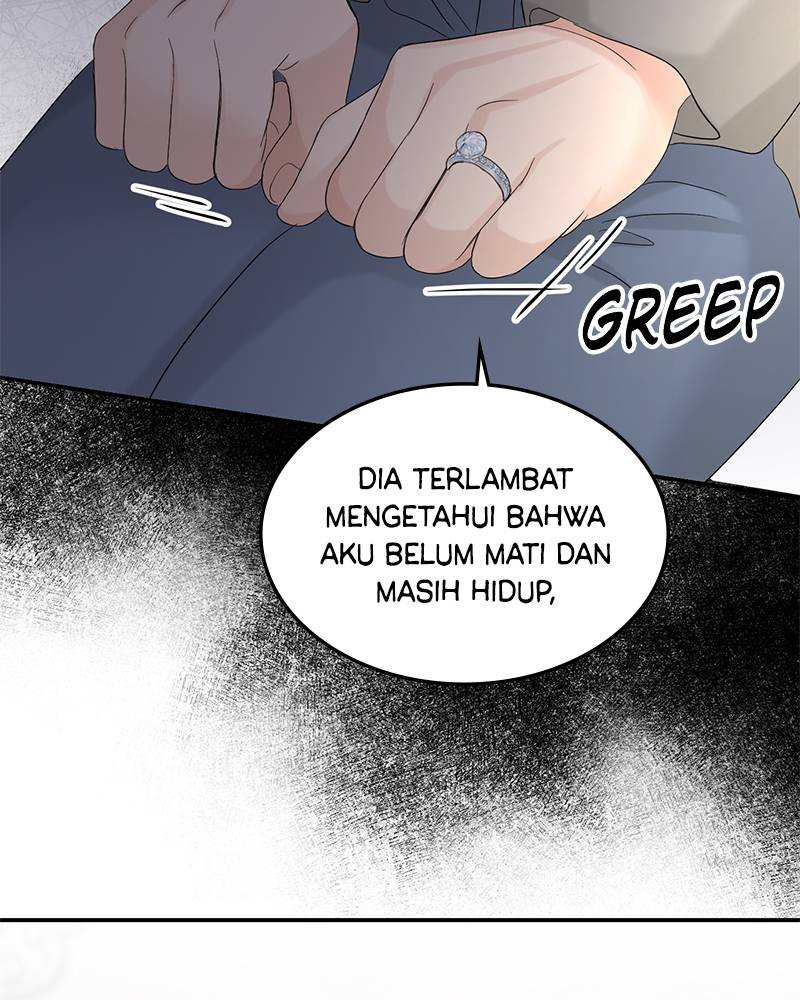 GREEP
DIA TERLAMBAT
MENGETAHUI BAHWA
AKU BELUM MATI DAN
MASIH HIDUP,